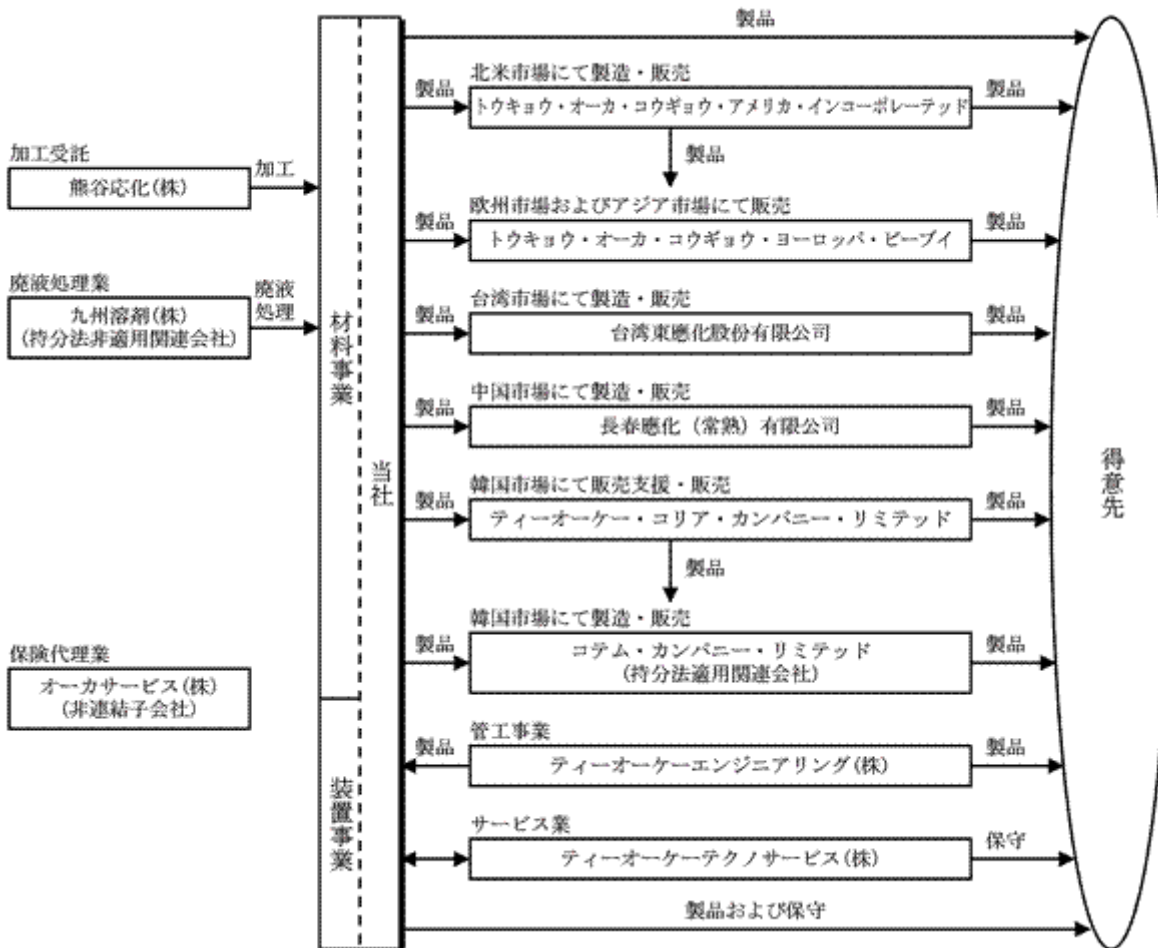 製品
北米市場にて製造・販売
製品
トウキョウ・オーカ・コウギョウ・アメリカ・インコーポレーテッド
製品
製品
加工受託
熊谷応化(株)
加工
欧州市場およびアジア市場にて販売
製品
トウキョウ・オーカ・コウギョウ・ヨーロッパ・ビーブイ
製品
廃液処理業
九州溶剤(株)
(持分法非適用関連会社)
廃液
処理
台湾市場にて製造・販売
製品
台湾東應化股份有限公司
製品
材料事業
中国市場にて製造・販売
製品
長春應化（常熟）有限公司
製品
当社
得意先
韓国市場にて販売支援・販売
製品
ティーオーケー・コリア・カンパニー・リミテッド
製品
製品
韓国市場にて製造・販売
製品
コテム・カンパニー・リミテッド
(持分法適用関連会社)
製品
保険代理業
オーカサービス(株)
(非連結子会社)
管工事業
製品
ティーオーケーエンジニアリング(株)
製品
装置事業
サービス業
ティーオーケーテクノサービス(株)
保守
製品および保守